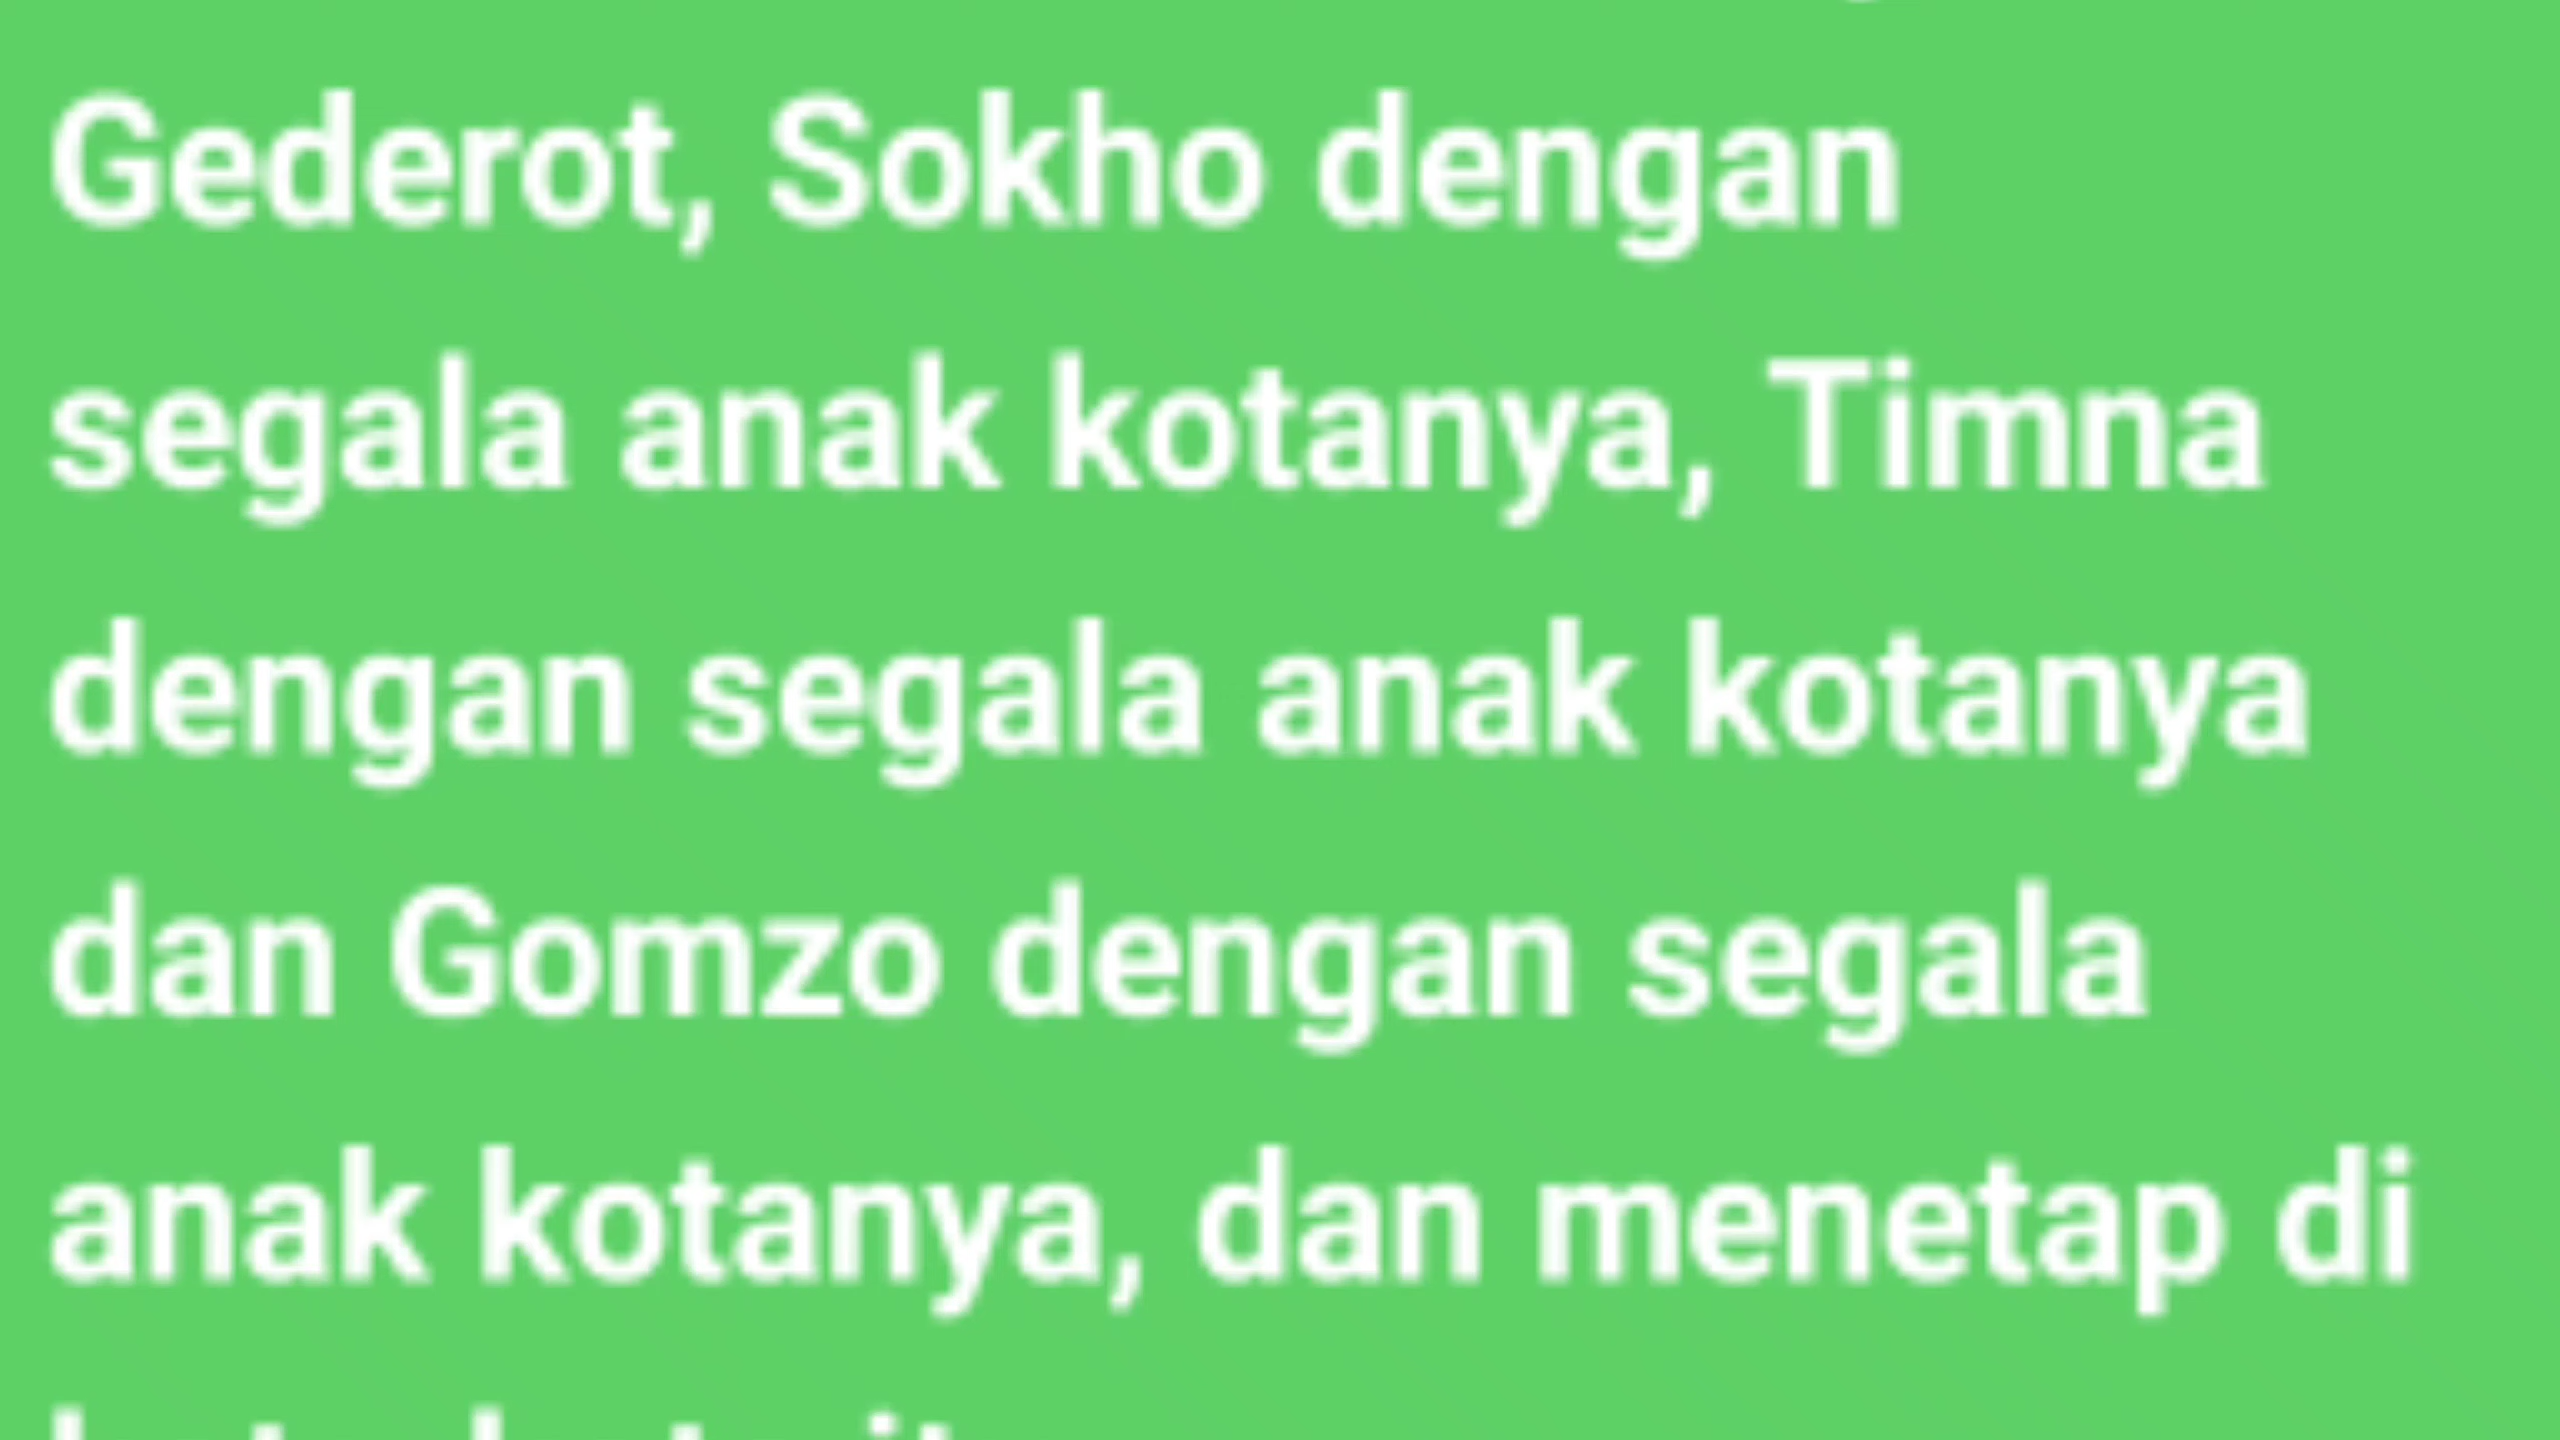 Gederot, Sokho dengan
segala anak kotanya, Timna
dengan segala anak kotanya
dan Gomzo dengan segala
anak kotanya, dan menetap di